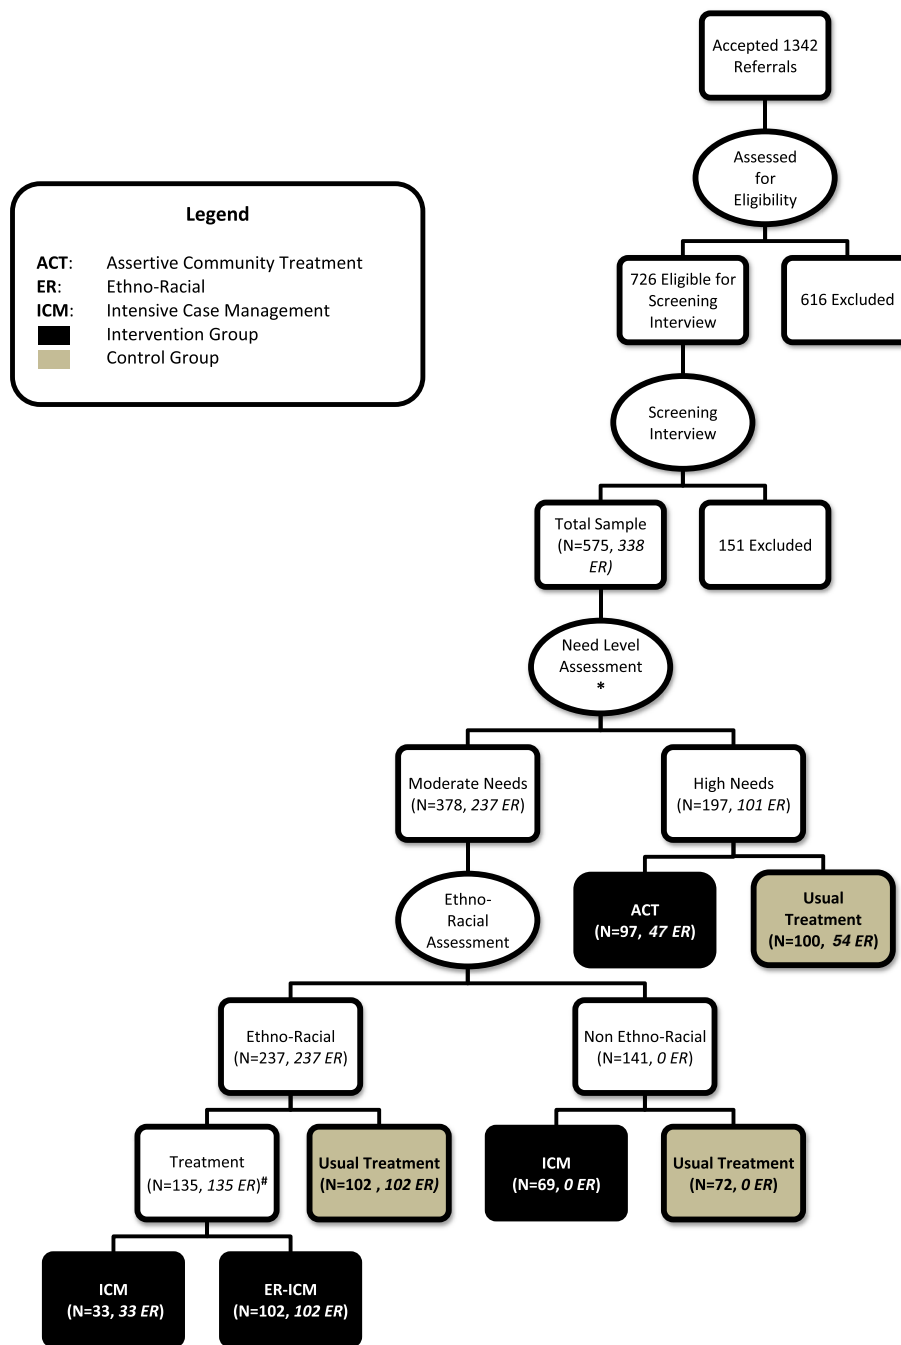 Accepted 1342
Referrals
Assessed
for
Eligibility
Legend
ACT: Assertive Community Treatment
ER: Ethno-Racial
ICM: Intensive Case Management
Intervention Group
Control Group
726 Eligible for
Screening
Interview
616 Excluded
Screening
Interview
Total Sample
(N=575, 338
ER)
151 Excluded
Need Level
Assessment
*
Moderate Needs
(N=378, 237 ER)
High Needs
(N=197, 101 ER)
Ethno-
Racial
Assessment
ACT
(N=97, 47 ER)
Usual
Treatment
(N=100, 54 ER)
Ethno-Racial
(N=237, 237 ER)
Non Ethno-Racial
(N=141, 0 ER)
Treatment
(N=135, 135 ER)#
Usual Treatment
(N=102 , 102 ER)
ICM
(N=69, 0 ER)
Usual Treatment
(N=72, 0 ER)
ICM
(N=33, 33 ER)
ER-ICM
(N=102, 102 ER)